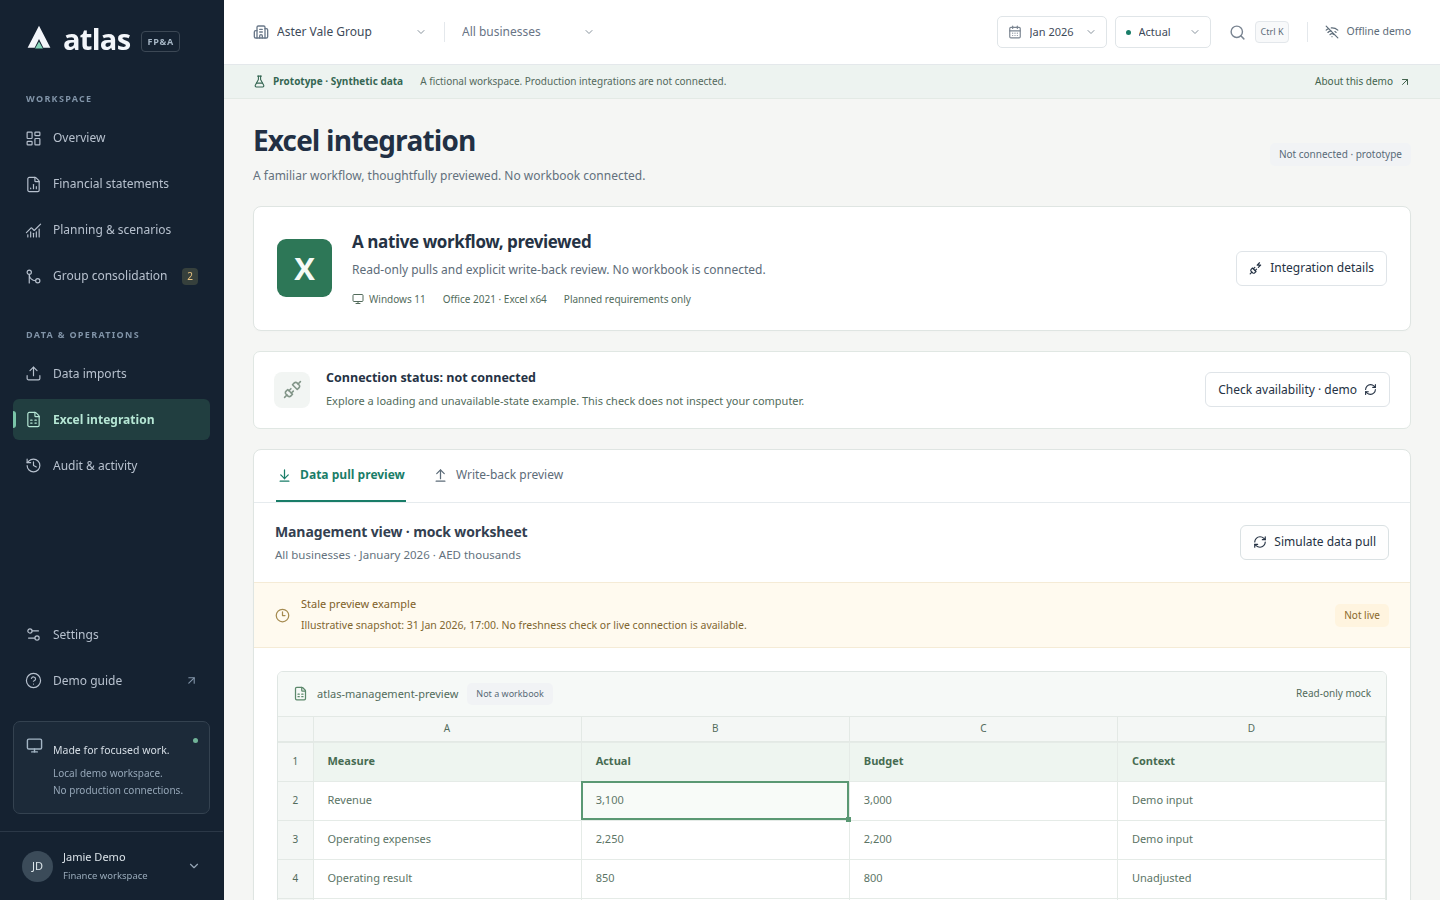 atlas FP&A
WORKSPACE
Overview
Financial statements
Planning & scenarios
Group consolidation 2
DATA & OPERATIONS
Data imports
Excel integration
Audit & activity
Settings
Demo guide
Made for focused work.
Local demo workspace.
No production connections.
JD
Jamie Demo
Finance workspace
Aster Vale Group
All businesses
Jan 2026
Actual
Ctrl K
Offline demo
Prototype · Synthetic data
A fictional workspace. Production integrations are not connected.
About this demo
Excel integration
A familiar workflow, thoughtfully previewed. No workbook connected.
Not connected · prototype
X
A native workflow, previewed
Read-only pulls and explicit write-back review. No workbook is connected.
Windows 11 Office 2021 · Excel x64 Planned requirements only
Integration details
Connection status: not connected
Explore a loading and unavailable-state example. This check does not inspect your computer.
Check availability · demo
Data pull preview
Write-back preview
Management view · mock worksheet
All businesses · January 2026 · AED thousands
Simulate data pull
Stale preview example
Illustrative snapshot: 31 Jan 2026, 17:00. No freshness check or live connection is available.
Not live
atlas-management-preview Not a workbook Read-only mock
A B C D
1 Measure Actual Budget Context
2 Revenue 3,100 3,000 Demo input
3 Operating expenses 2,250 2,200 Demo input
4 Operating result 850 800 Unadjusted